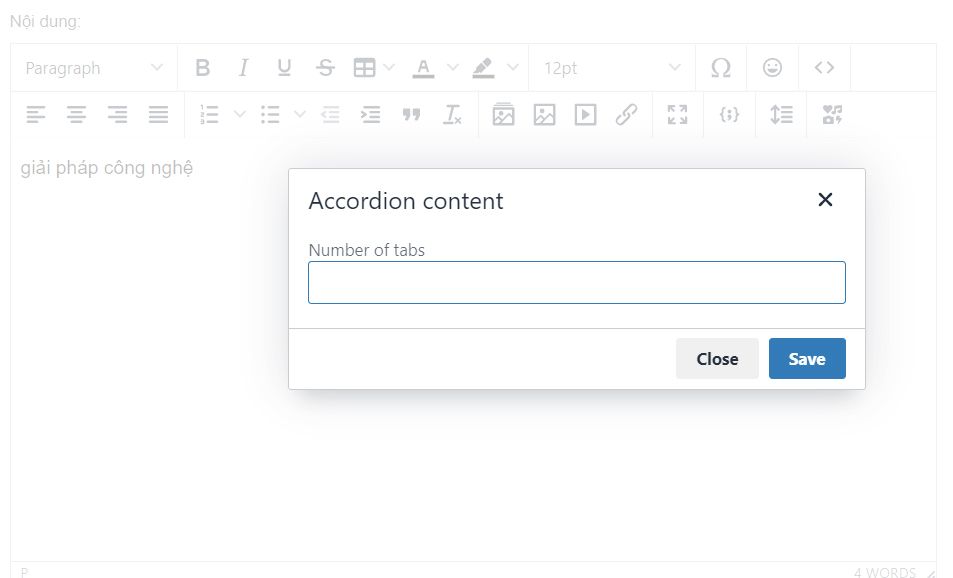 Nội dung:
Paragraph
B I U S A 12pt Ω
giải pháp công nghệ
Accordion content
Number of tabs
Close Save
P 4 WORDS